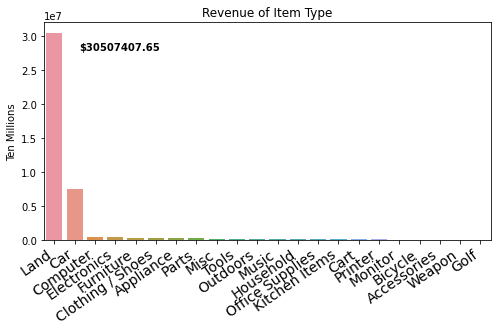 Revenue of Item Type
1e7
$30507407.65
Ten Millions
3.0
2.5
2.0
1.5
1.0
0.5
0.0
Land
Car
Computer
Electronics
Furniture
Clothing / Shoes
Appliance
Parts
Misc
Tools
Outdoors
Music
Household
Office Supplies
Kitchen Items
Cart
Printer
Monitor
Bicycle
Accessories
Weapon
Golf